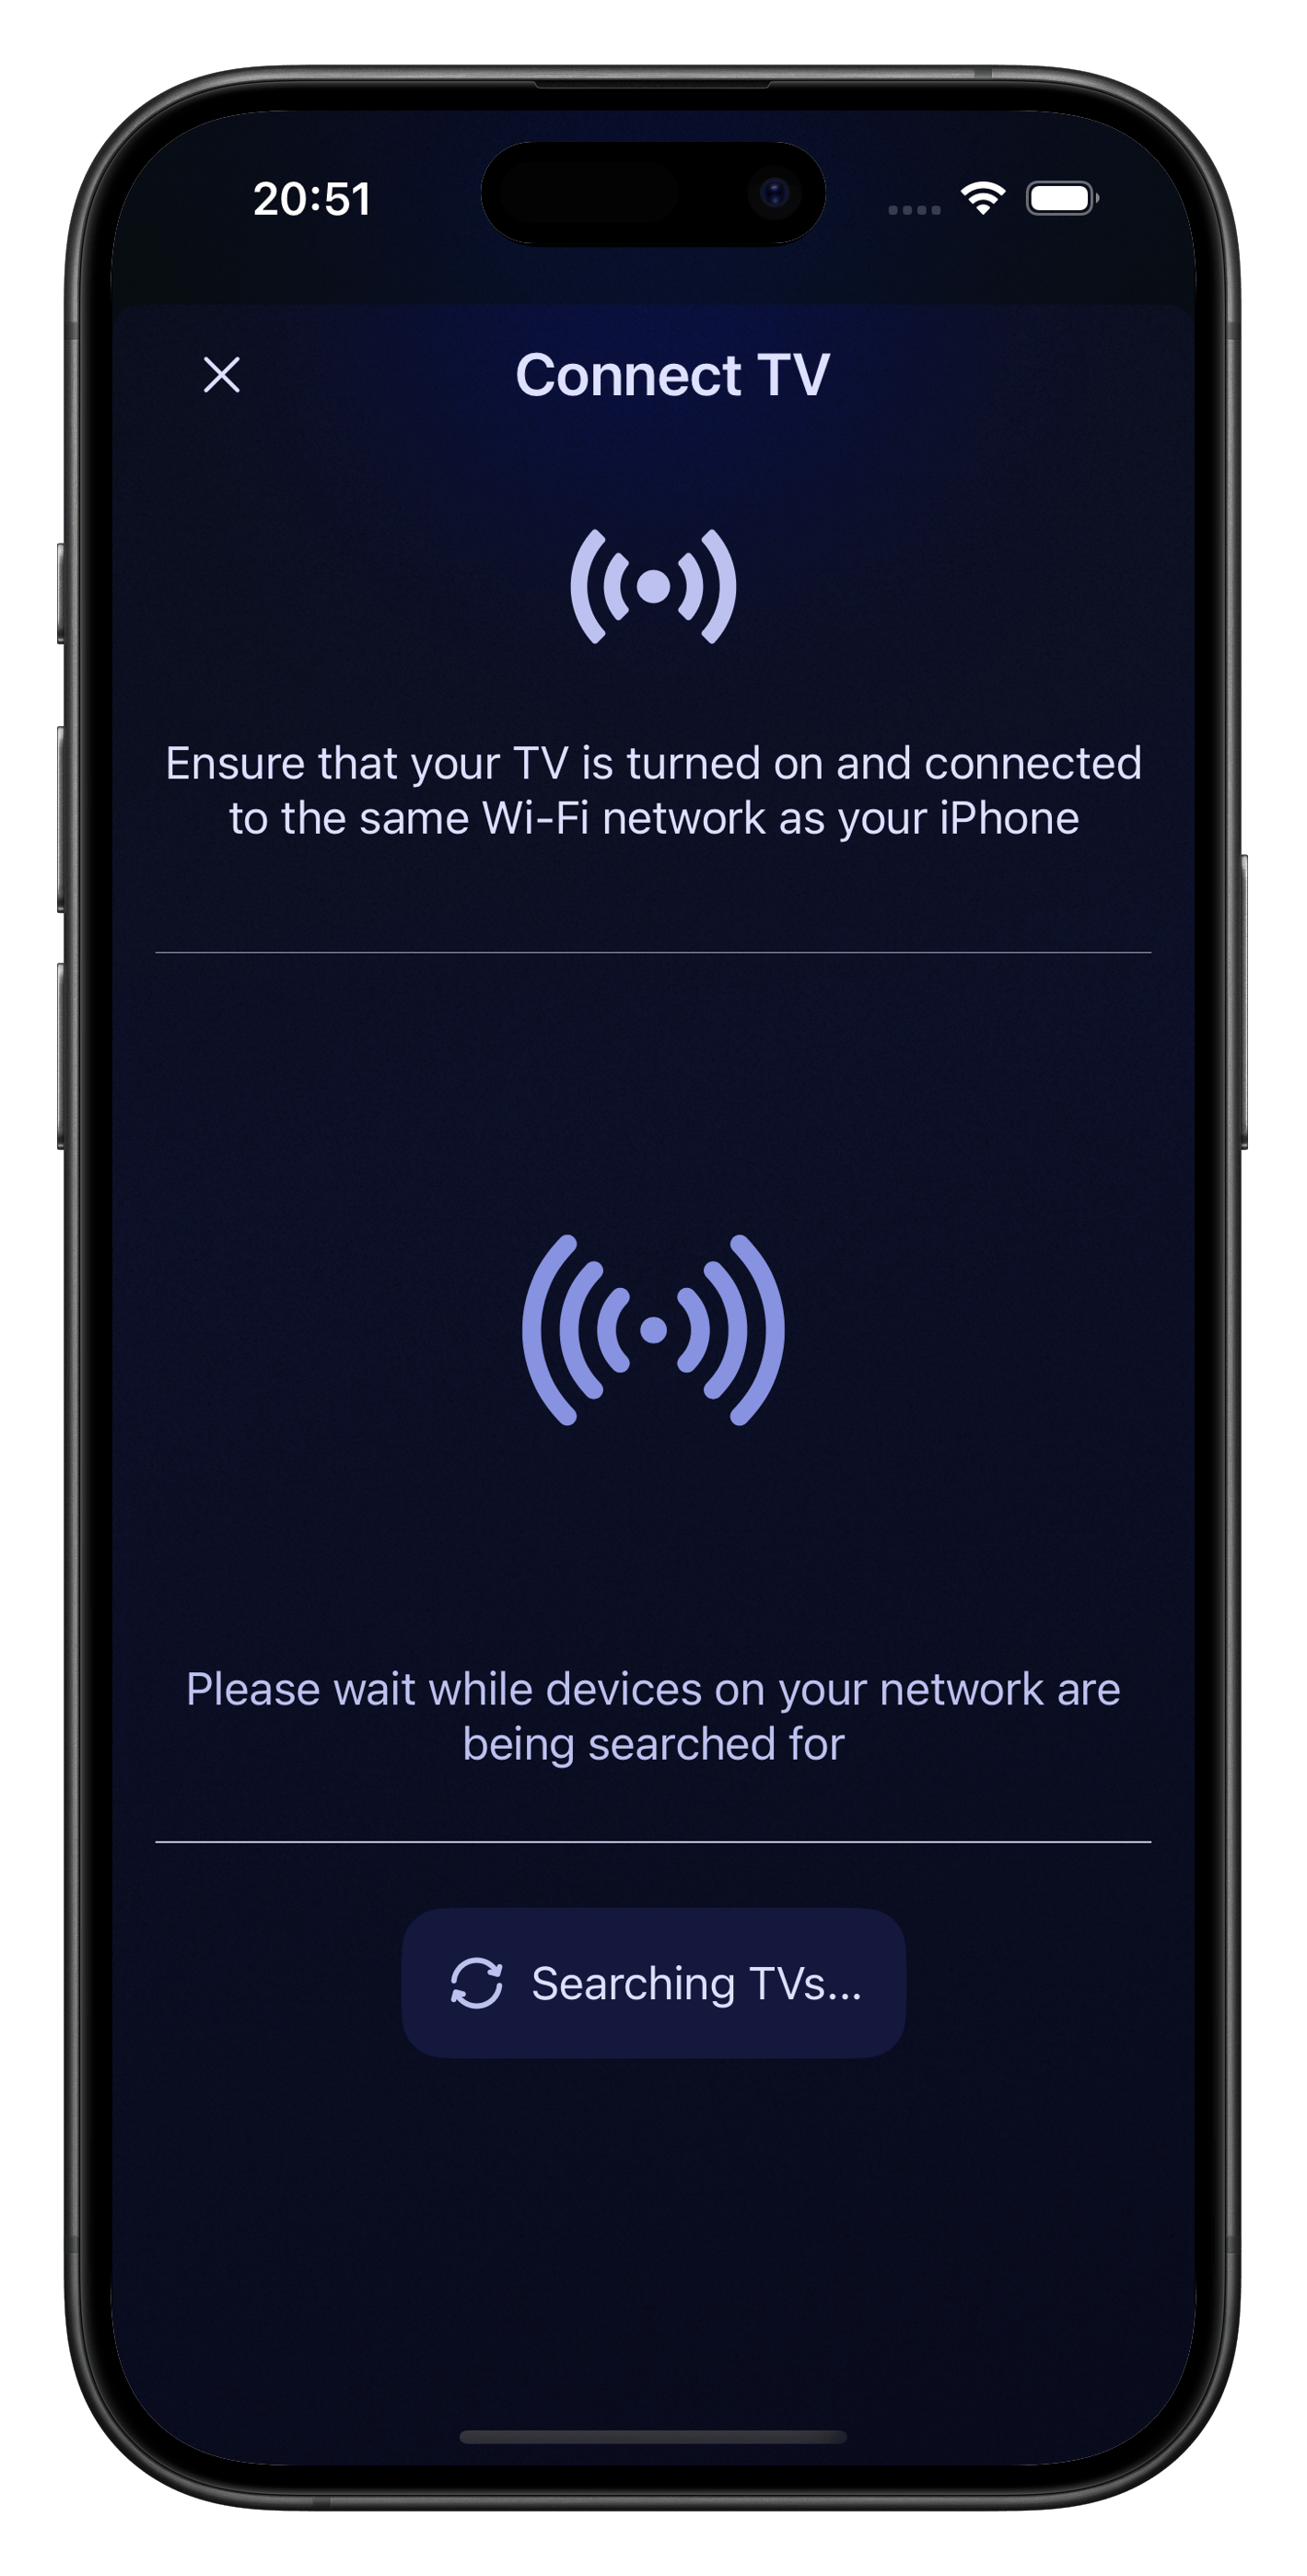 20:51
Connect TV
Ensure that your TV is turned on and connected
to the same Wi-Fi network as your iPhone
Please wait while devices on your network are
being searched for
Searching TVs...